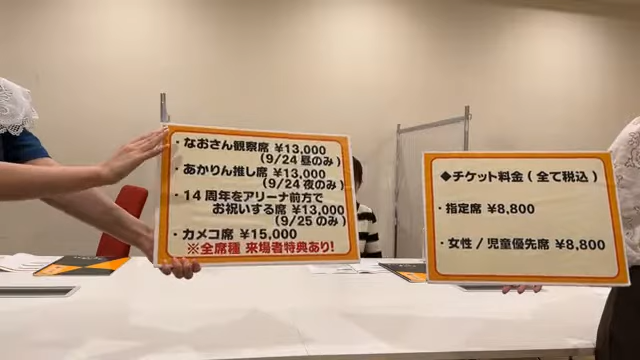 ・なおさん観察席 ¥13,000
(9/24 昼のみ)
・あかりん推し席 ¥13,000
(9/24 夜のみ)
・14周年をアリーナ前方で
お祝いする席 ¥13,000
(9/25 のみ)
・カメコ席 ¥15,000
※全席種 来場者特典あり!
◆チケット料金(全て税込)
・指定席 ¥8,800
・女性/児童優先席 ¥8,800